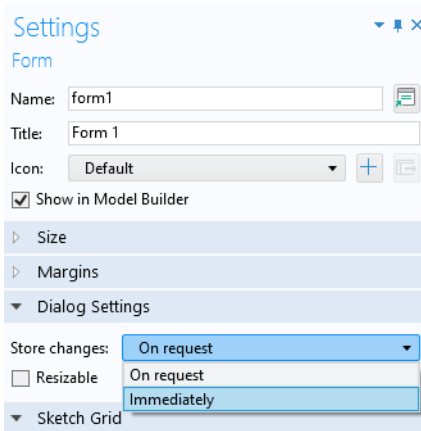 Settings
Form
Name: form1
Title: Form 1
Icon: Default
Show in Model Builder
Size
Margins
Dialog Settings
Store changes: On request
Resizable On request
Immediately
Sketch Grid